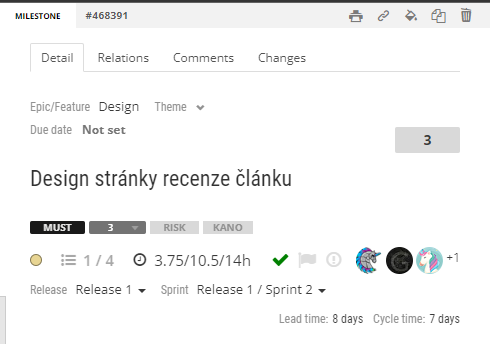 MILESTONE #468391
Detail Relations Comments Changes
Epic/Feature Design Theme
Due date Not set
3
Design stránky recenze článku
MUST 3 RISK KANO
1 / 4 3.75/10.5/14h +1
Release Release 1 Sprint Release 1 / Sprint 2
Lead time: 8 days Cycle time: 7 days